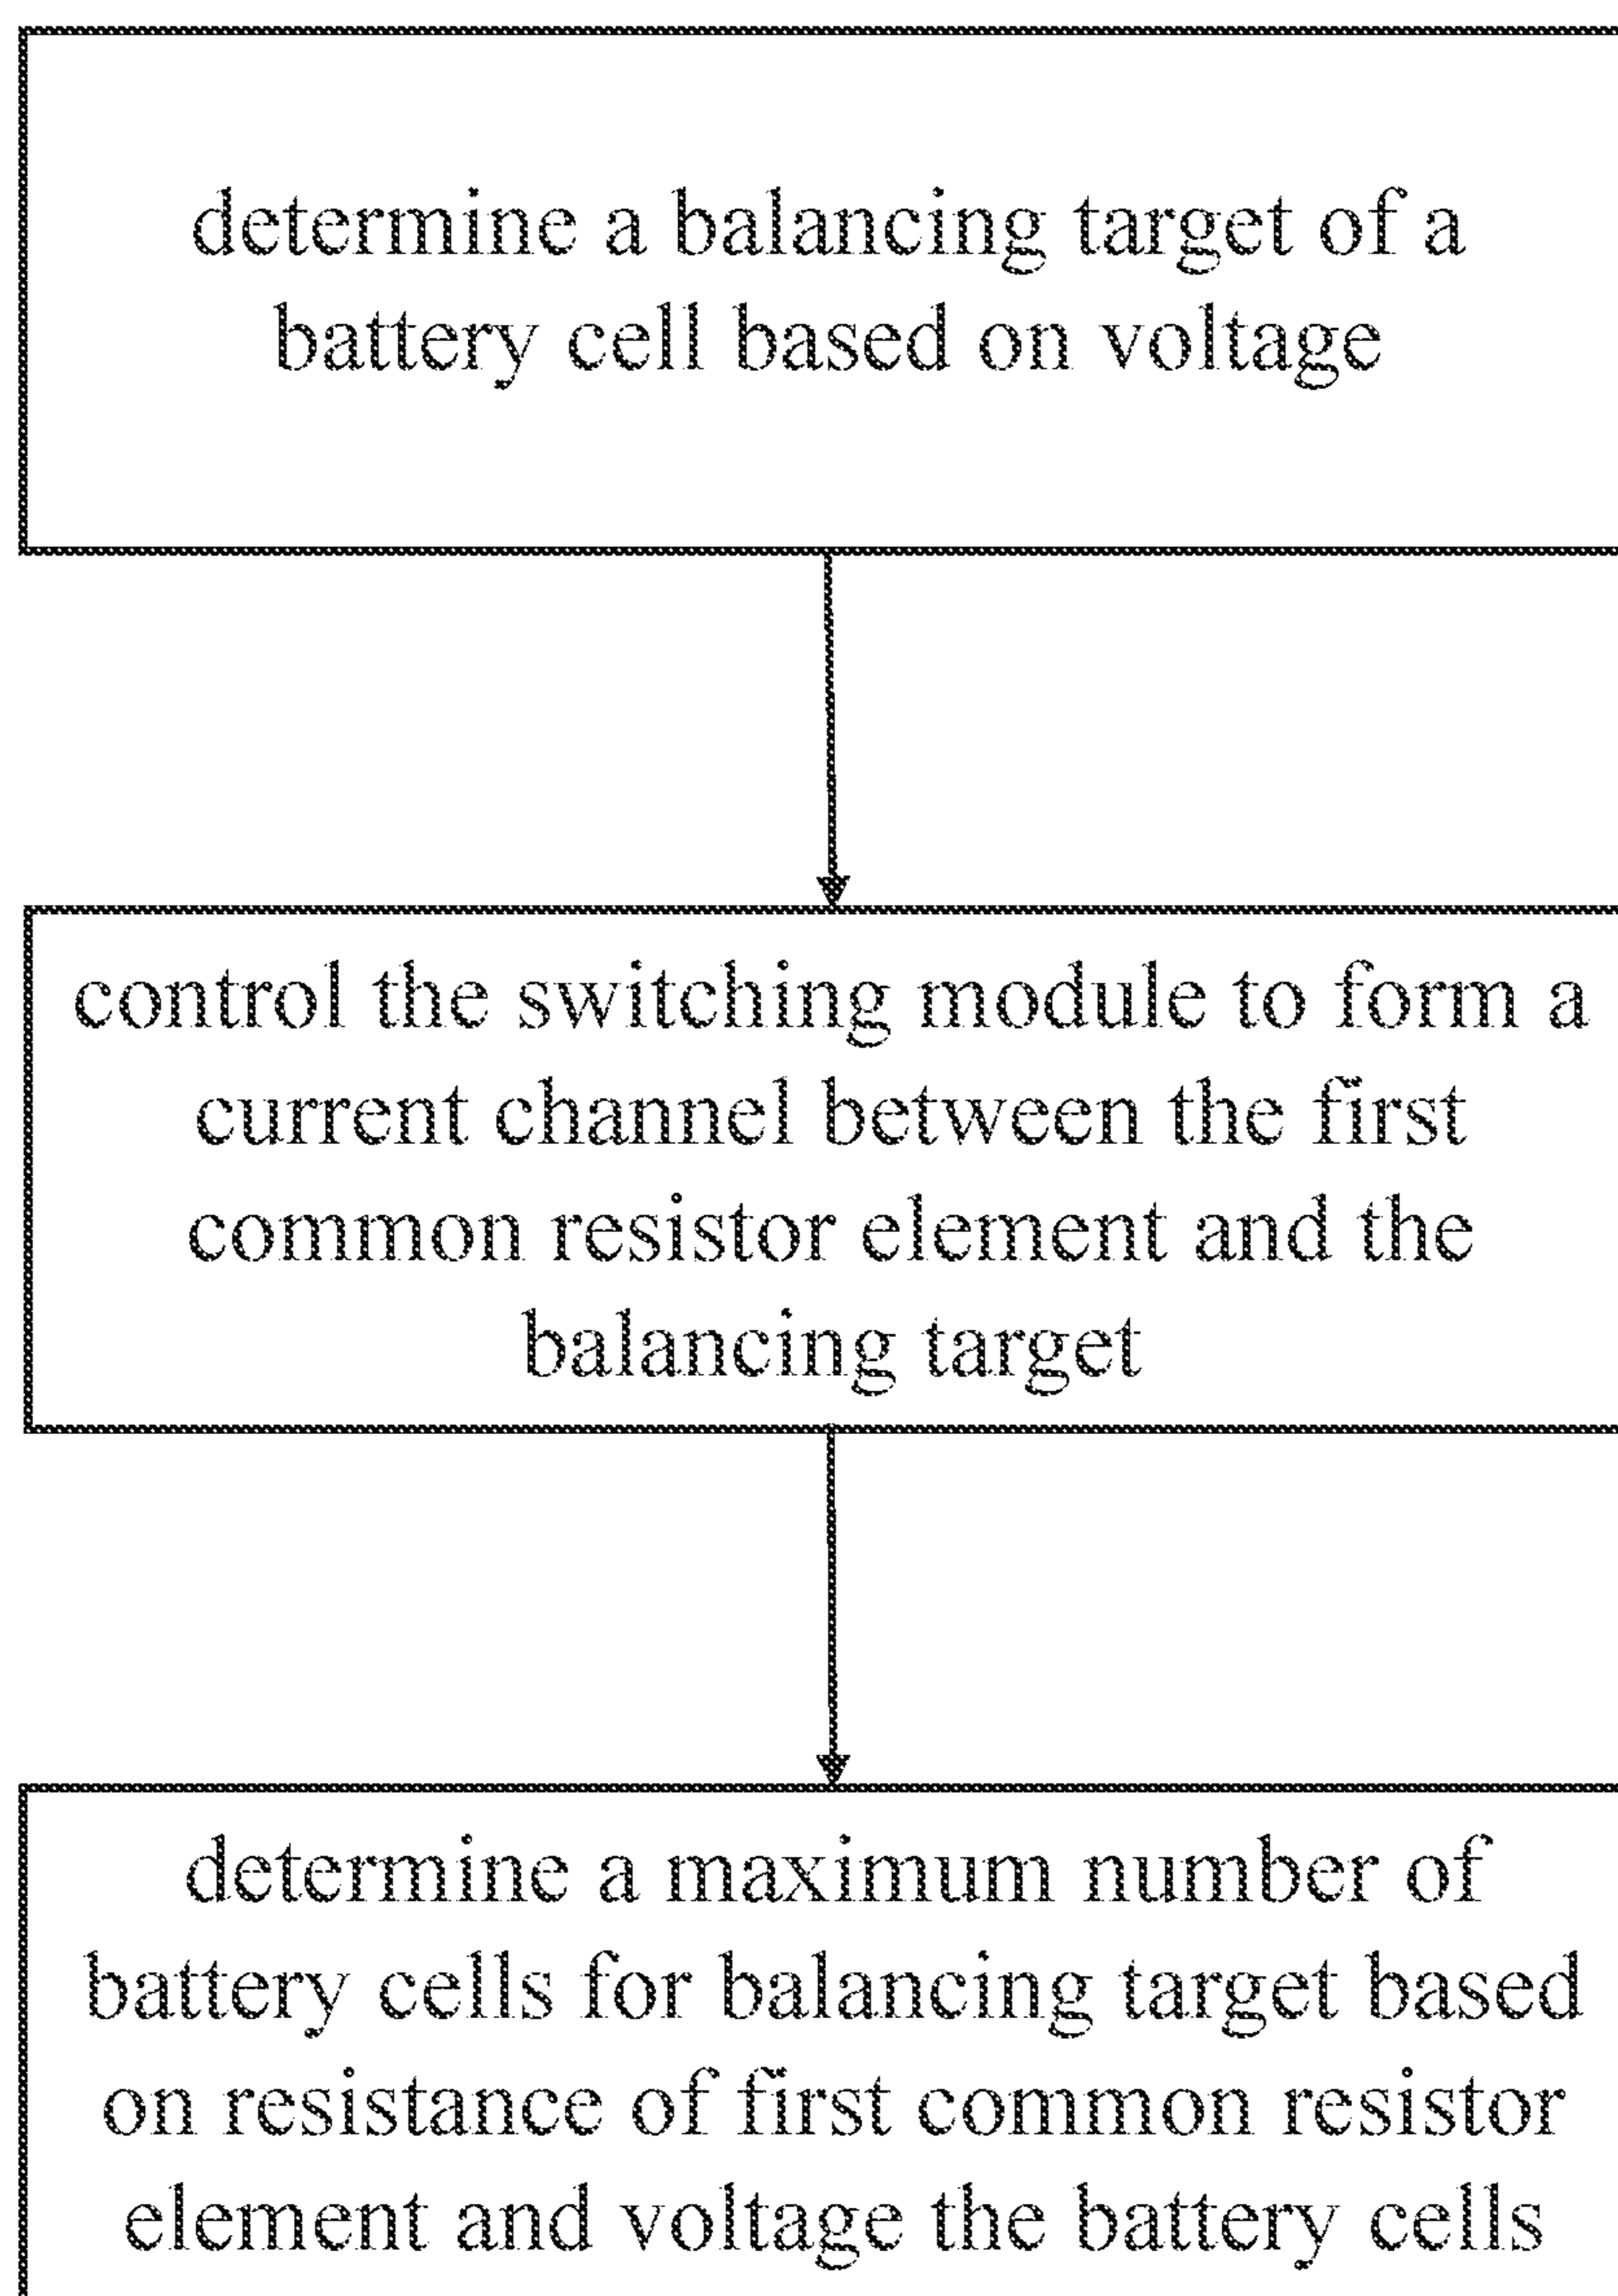 determine a balancing target of a
battery cell based on voltage
control the switching module to form a
current channel between the first
common resistor element and the
balancing target
determine a maximum number of
battery cells for balancing target based
on resistance of first common resistor
element and voltage the battery cells